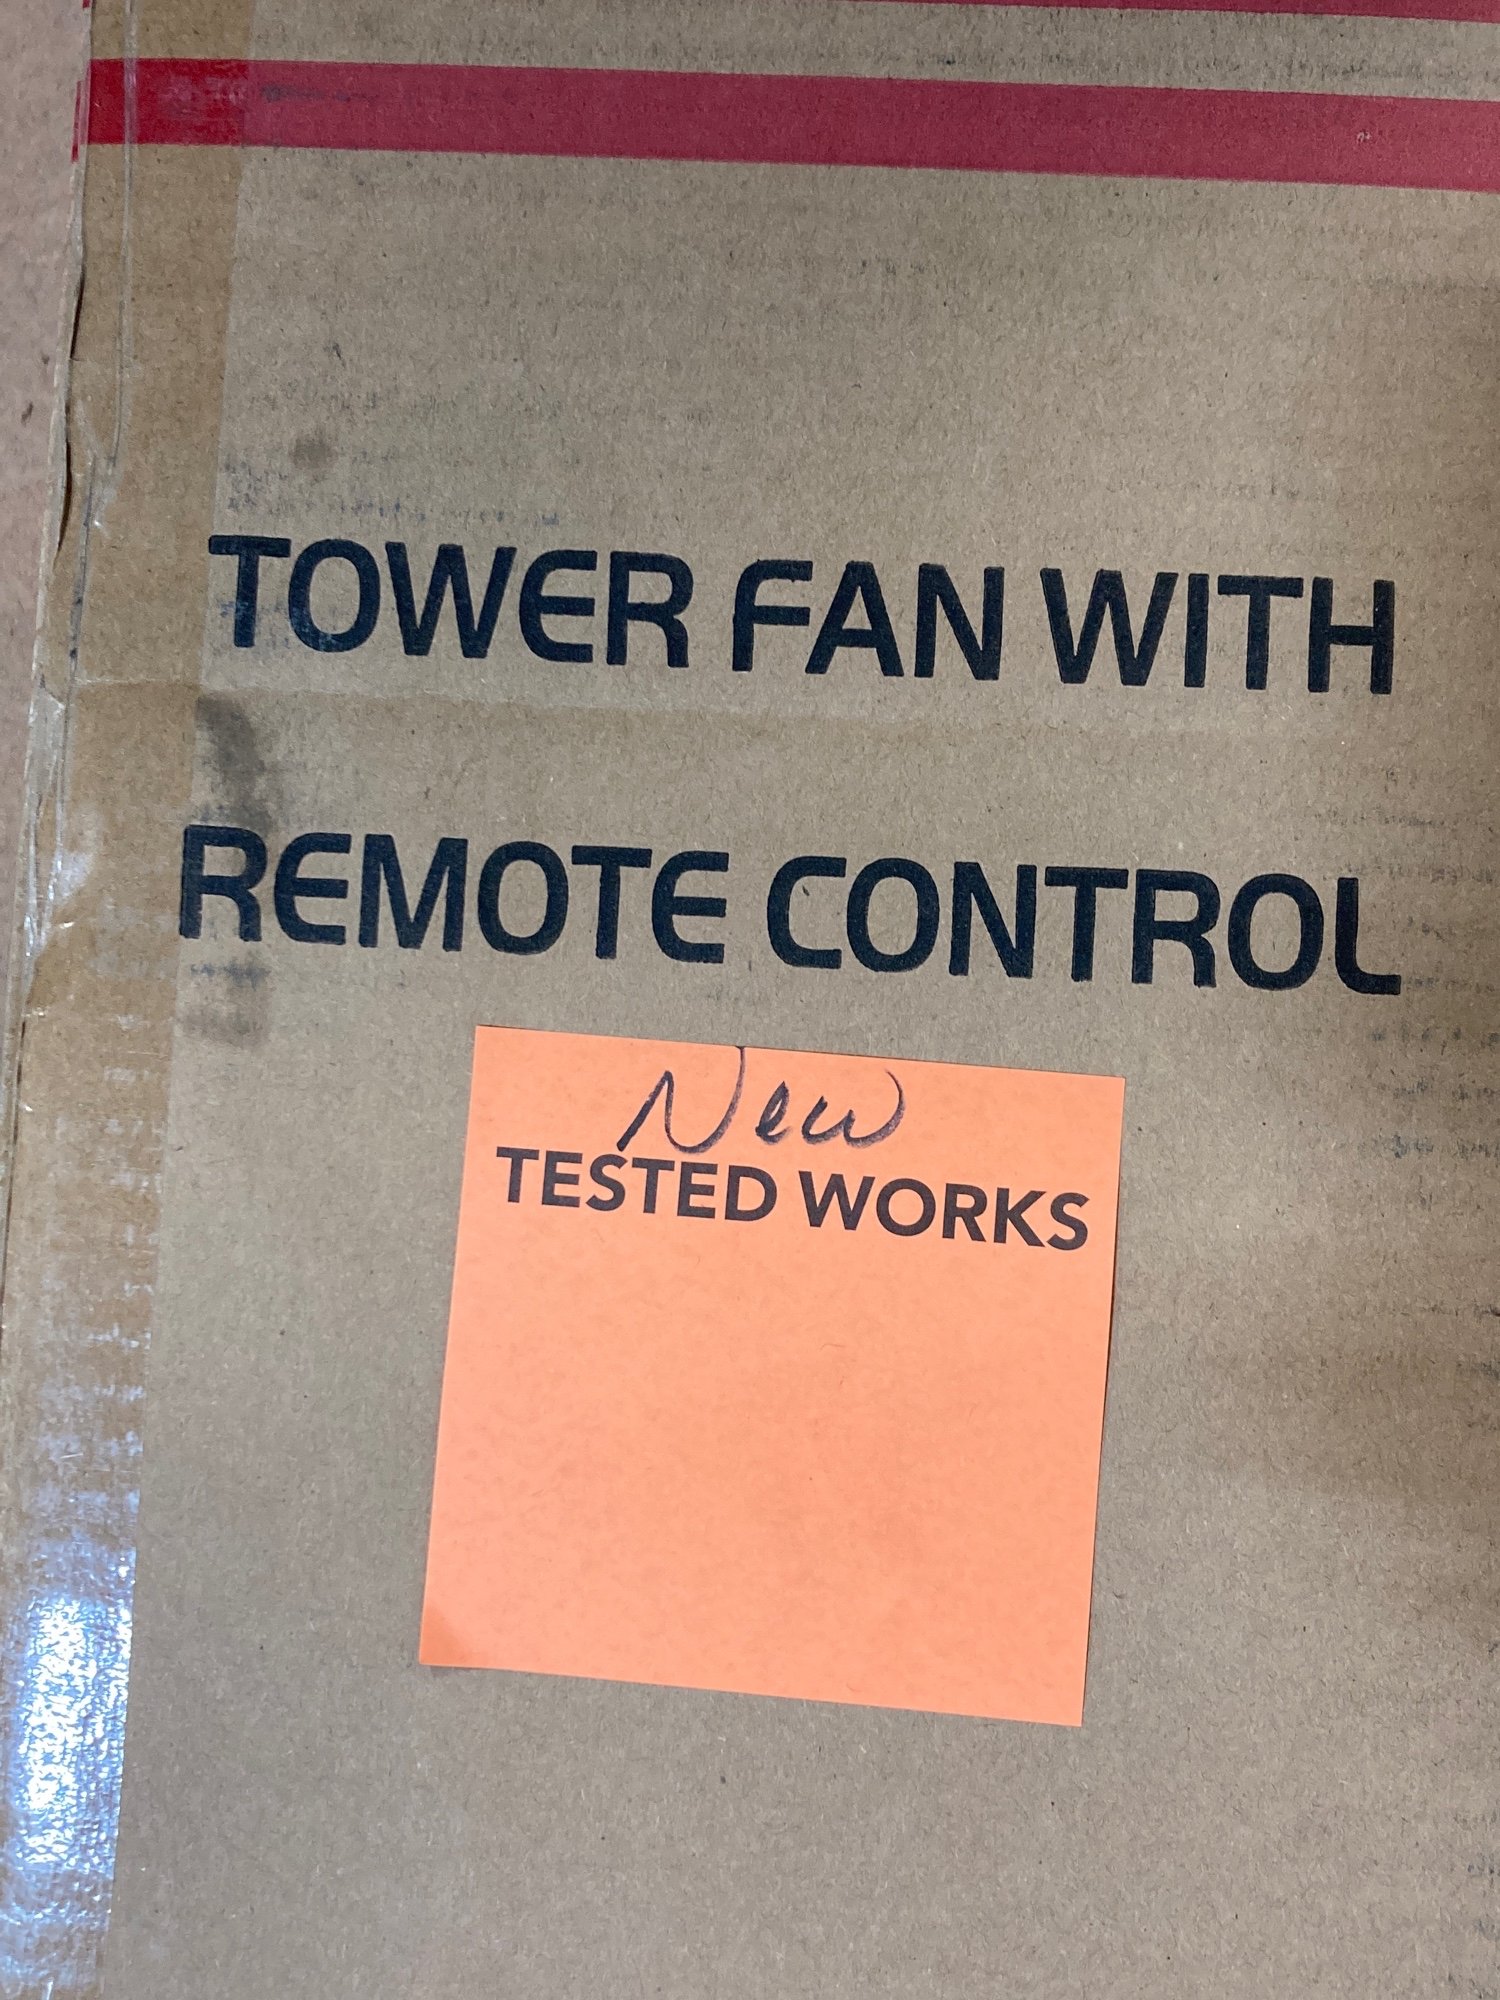 TOWER FAN WITH
REMOTE CONTROL
New
TESTED WORKS